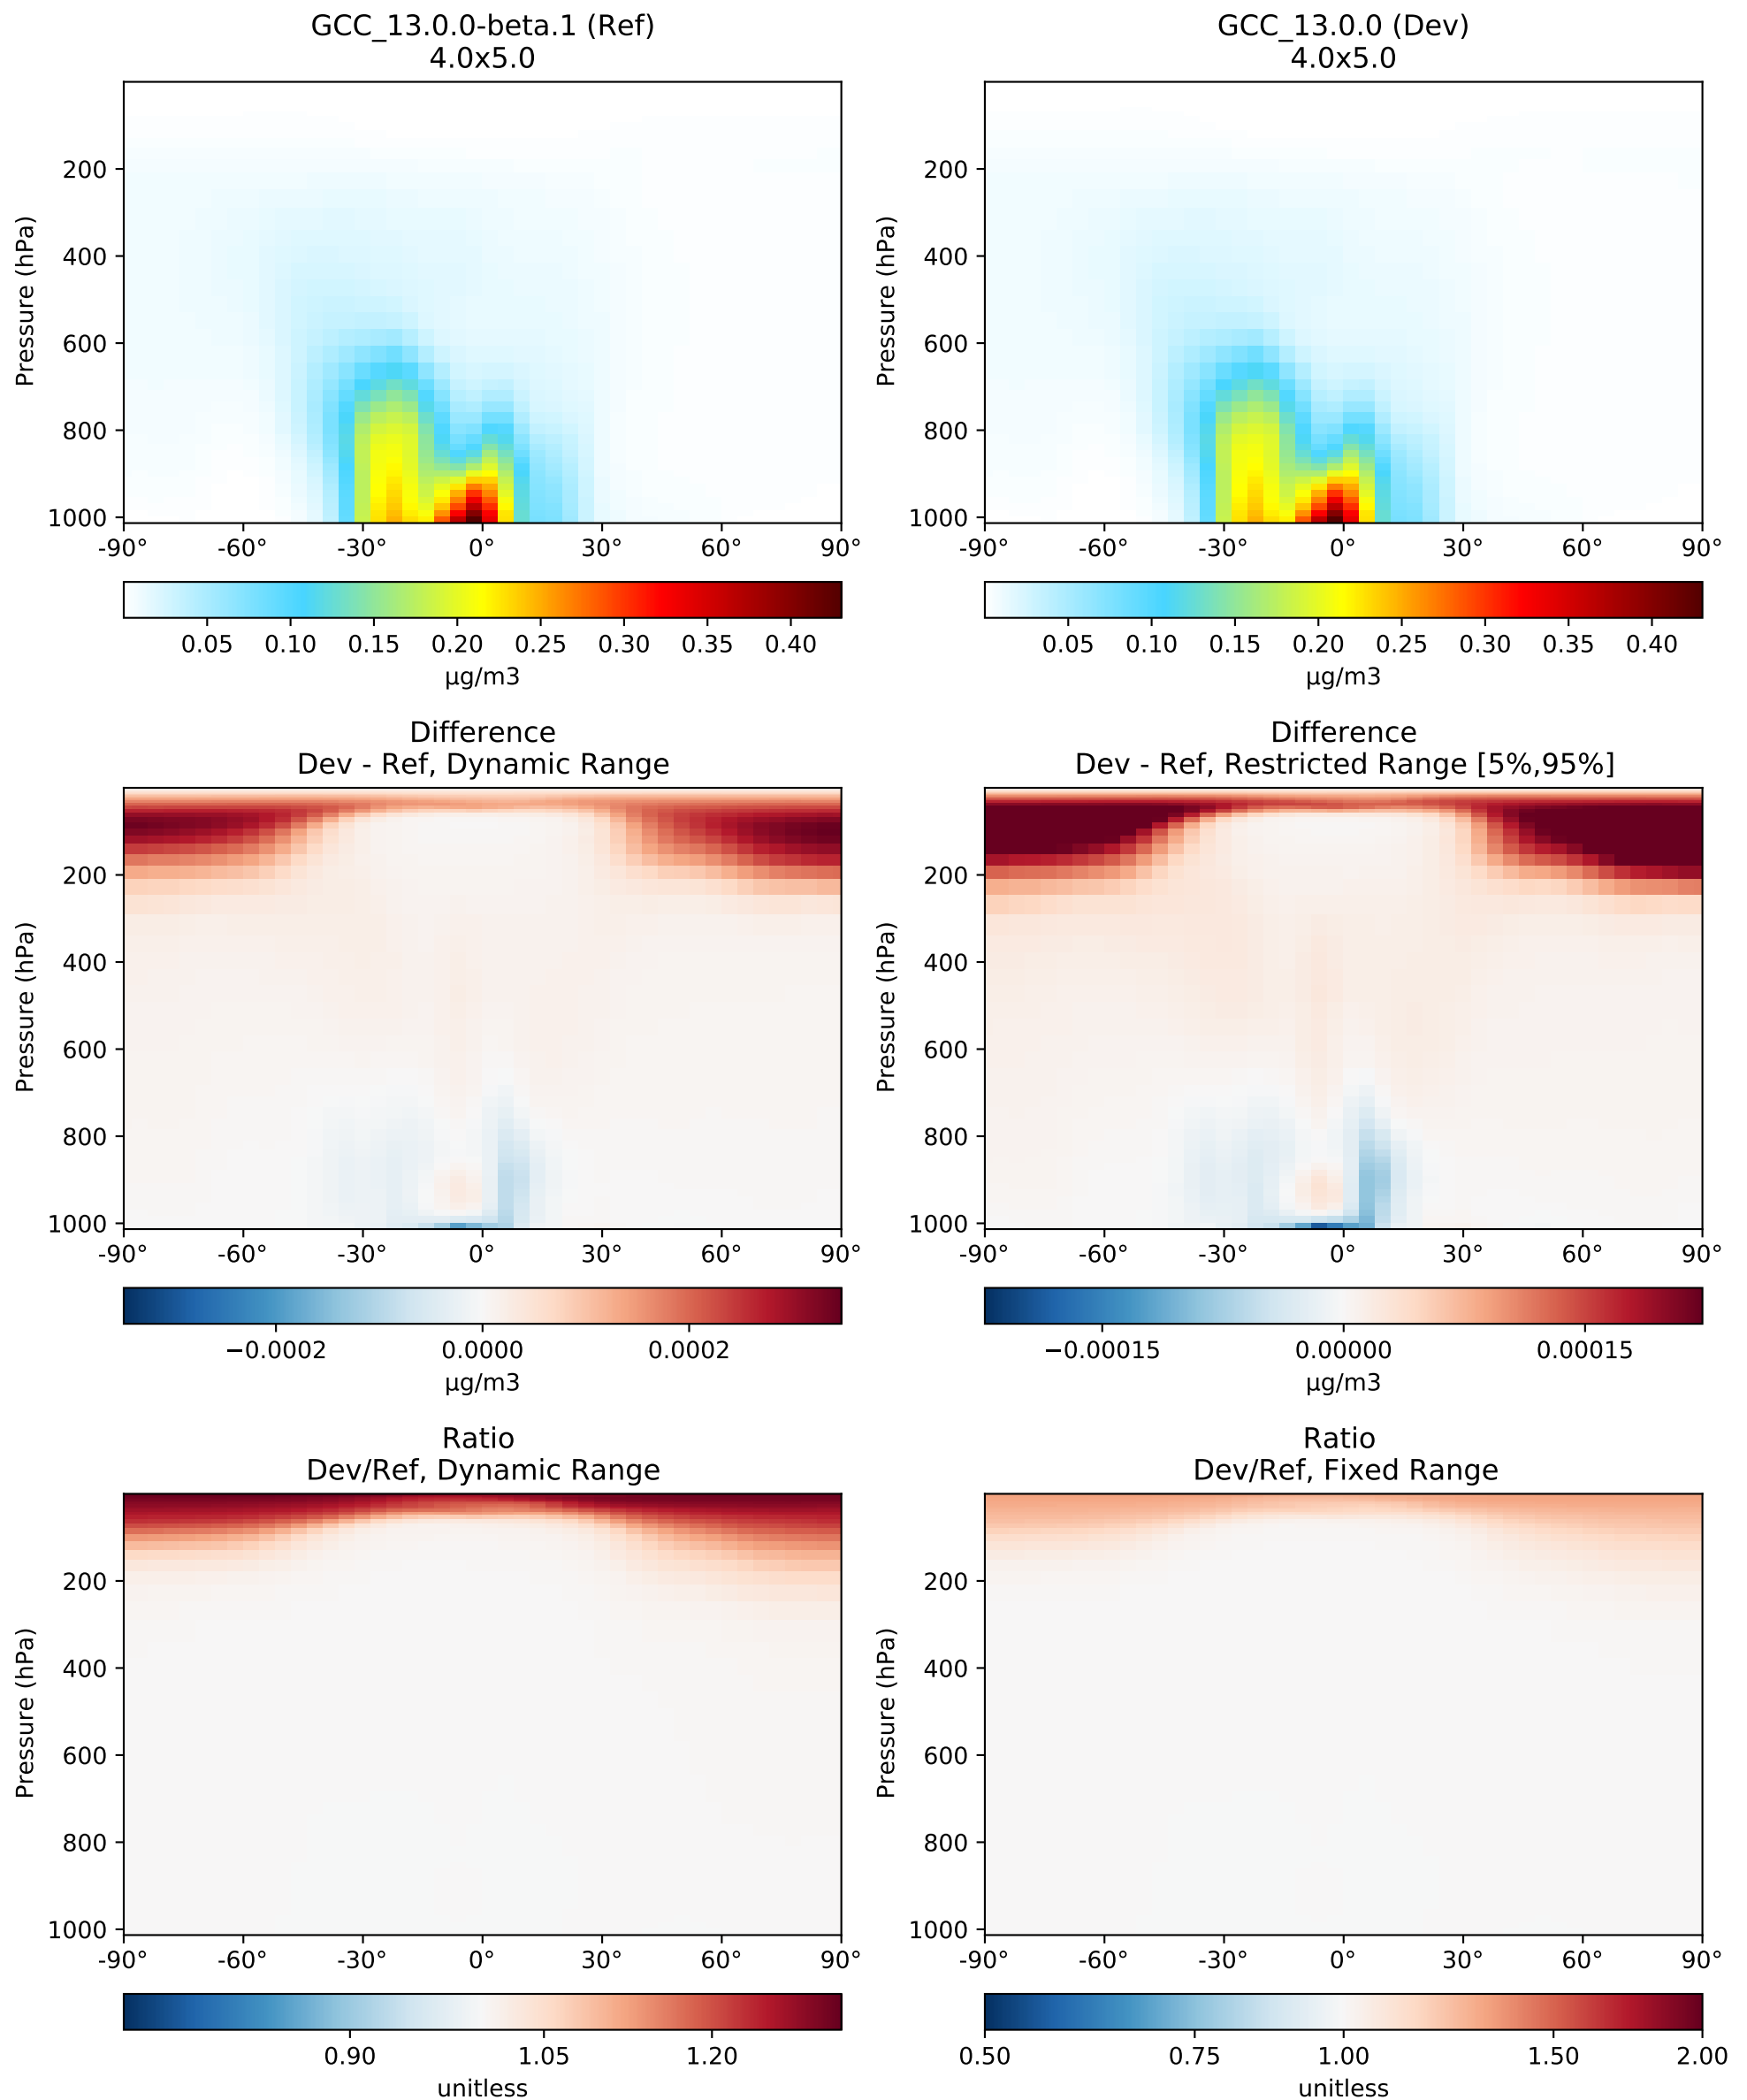 GCC_13.0.0-beta.1 (Ref)
4.0x5.0
GCC_13.0.0 (Dev)
4.0x5.0
Pressure (hPa)
200
400
600
800
1000
-90° -60° -30° 0° 30° 60° 90°
0.05 0.10 0.15 0.20 0.25 0.30 0.35 0.40
µg/m3
Pressure (hPa)
200
400
600
800
1000
-90° -60° -30° 0° 30° 60° 90°
0.05 0.10 0.15 0.20 0.25 0.30 0.35 0.40
µg/m3
Difference
Dev - Ref, Dynamic Range
Pressure (hPa)
200
400
600
800
1000
-90° -60° -30° 0° 30° 60° 90°
−0.0002 0.0000 0.0002
µg/m3
Difference
Dev - Ref, Restricted Range [5%,95%]
Pressure (hPa)
200
400
600
800
1000
-90° -60° -30° 0° 30° 60° 90°
−0.00015 0.00000 0.00015
µg/m3
Ratio
Dev/Ref, Dynamic Range
Pressure (hPa)
200
400
600
800
1000
-90° -60° -30° 0° 30° 60° 90°
0.90 1.05 1.20
unitless
Ratio
Dev/Ref, Fixed Range
Pressure (hPa)
200
400
600
800
1000
-90° -60° -30° 0° 30° 60° 90°
0.50 0.75 1.00 1.50 2.00
unitless